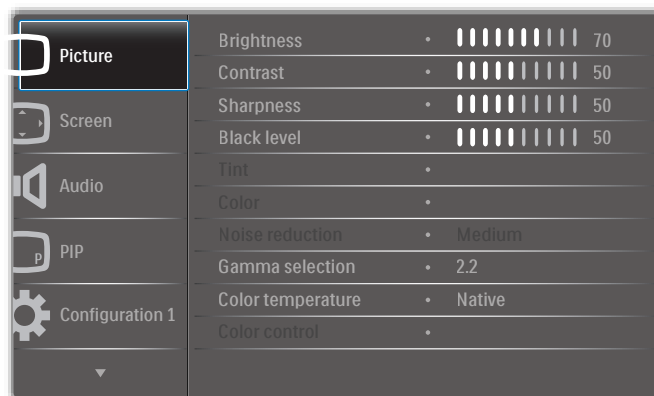 Picture
Screen
Audio
PIP
P
Configuration 1
Brightness • 70
Contrast • 50
Sharpness • 50
Black level • 50
Tint •
Color •
Noise reduction • Medium
Gamma selection • 2.2
Color temperature • Native
Color control •